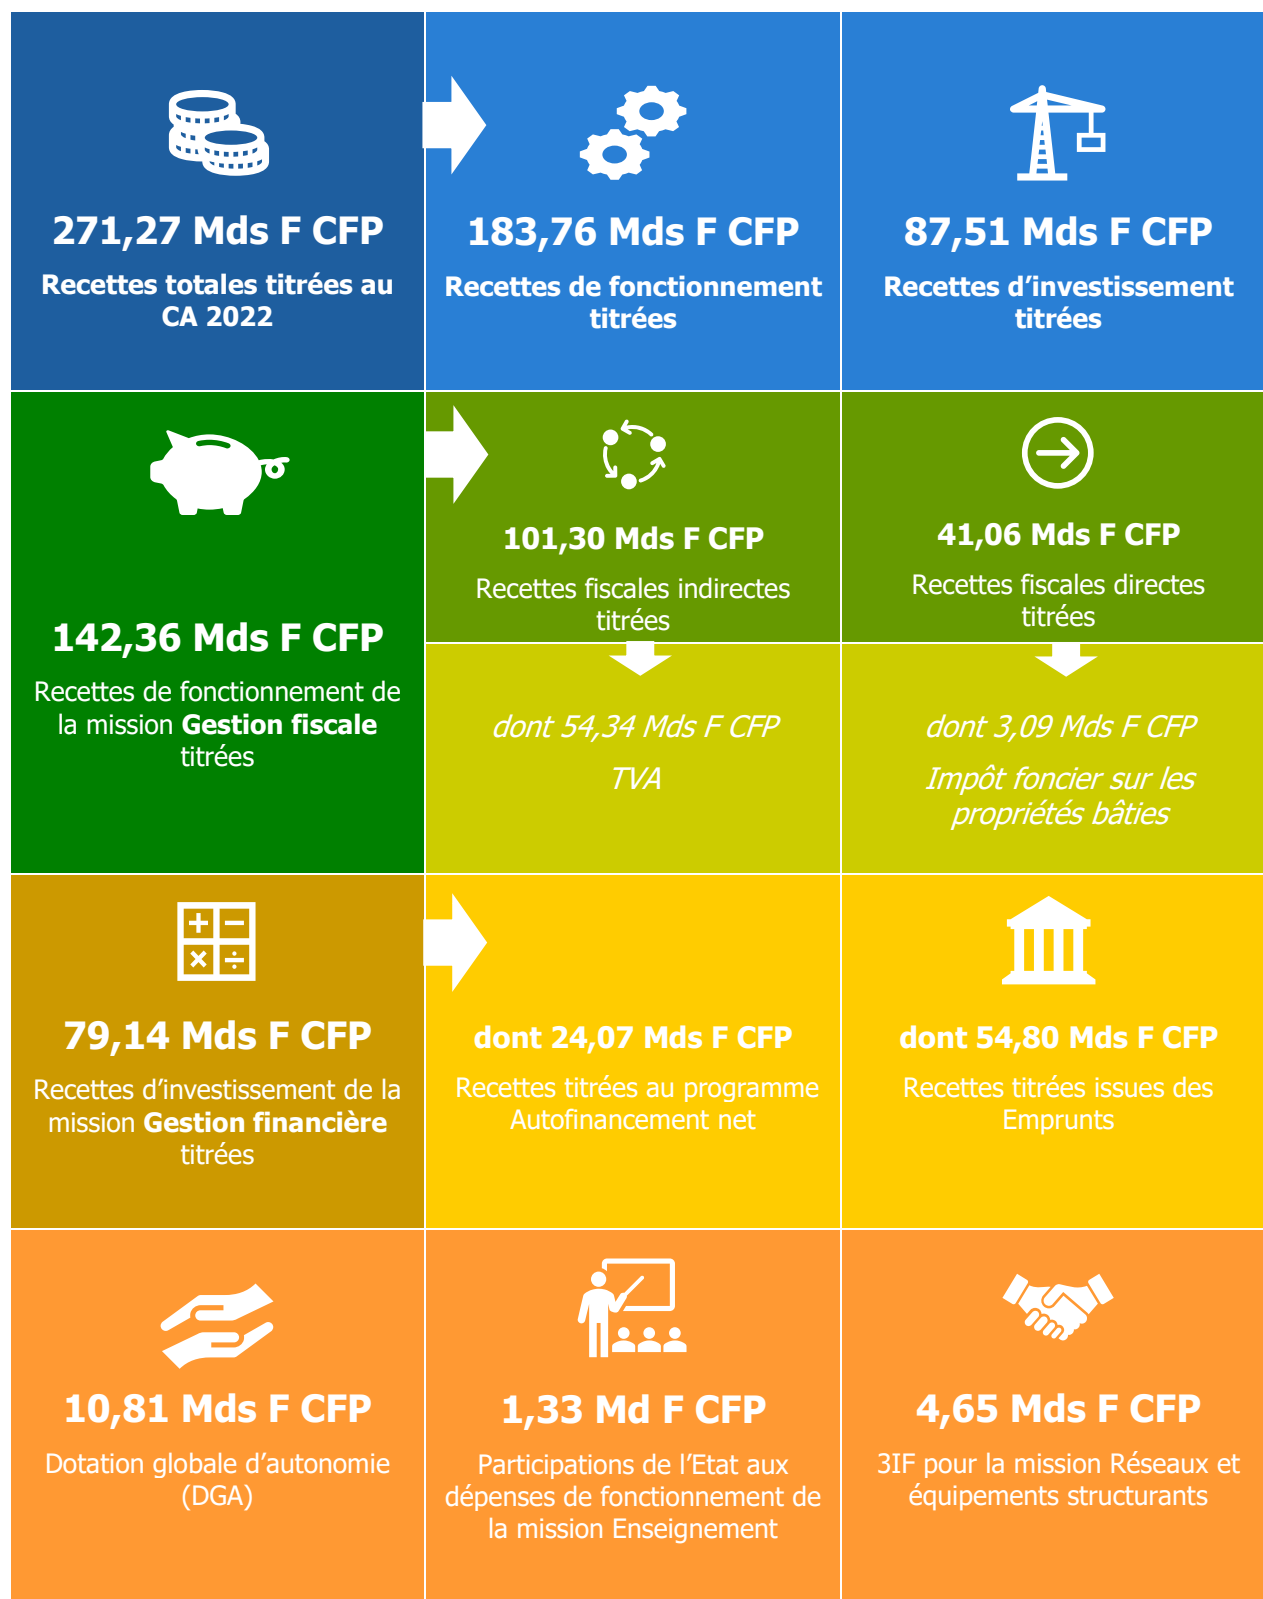 271,27 Mds F CFP
Recettes totales titrées au
CA 2022
183,76 Mds F CFP
Recettes de fonctionnement
titrées
87,51 Mds F CFP
Recettes d’investissement
titrées
142,36 Mds F CFP
Recettes de fonctionnement de
la mission Gestion fiscale
titrées
101,30 Mds F CFP
Recettes fiscales indirectes
titrées
41,06 Mds F CFP
Recettes fiscales directes
titrées
dont 54,34 Mds F CFP
TVA
dont 3,09 Mds F CFP
Impôt foncier sur les
propriétés bâties
79,14 Mds F CFP
Recettes d’investissement de la
mission Gestion financière
titrées
dont 24,07 Mds F CFP
Recettes titrées au programme
Autofinancement net
dont 54,80 Mds F CFP
Recettes titrées issues des
Emprunts
10,81 Mds F CFP
Dotation globale d’autonomie
(DGA)
1,33 Md F CFP
Participations de l’Etat aux
dépenses de fonctionnement de
la mission Enseignement
4,65 Mds F CFP
3IF pour la mission Réseaux et
équipements structurants